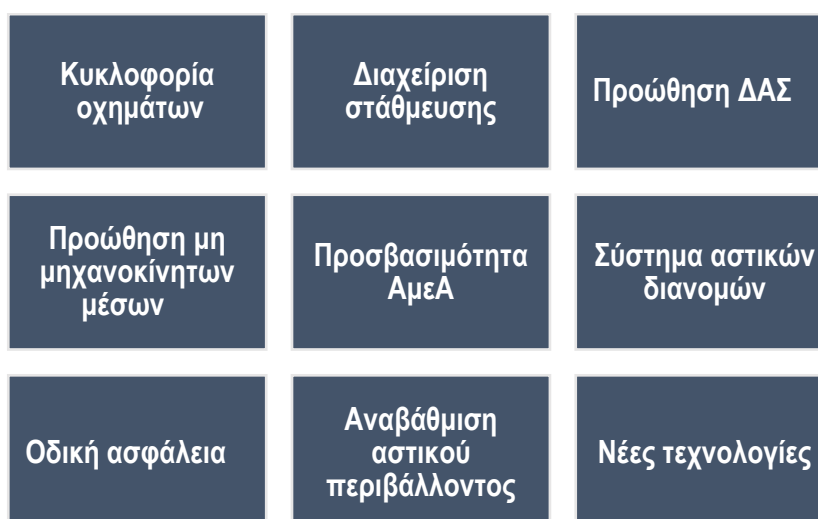 Κυκλοφορία
οχημάτων
Διαχείριση
στάθμευσης
Προώθηση ΔΑΣ
Προώθηση μη
μηχανοκίνητων
μέσων
Προσβασιμότητα
ΑμεΑ
Σύστημα αστικών
διανομών
Οδική ασφάλεια
Αναβάθμιση
αστικού
περιβάλλοντος
Νέες τεχνολογίες